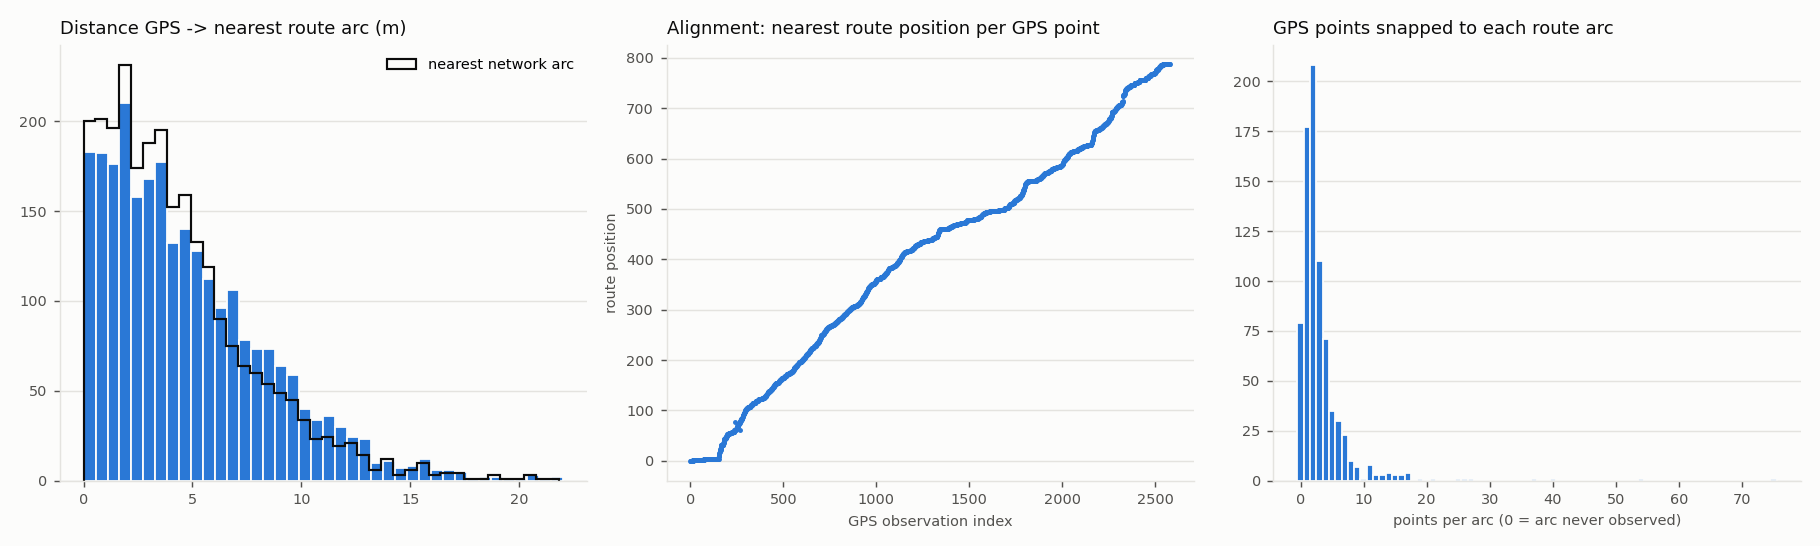 Distance GPS -> nearest route arc (m)
nearest network arc
200
150
100
50
0
0 5 10 15 20
Alignment: nearest route position per GPS point
route position
800
700
600
500
400
300
200
100
0
0 500 1000 1500 2000 2500
GPS observation index
GPS points snapped to each route arc
200
175
150
125
100
75
50
25
0
0 10 20 30 40 50 60 70
points per arc (0 = arc never observed)